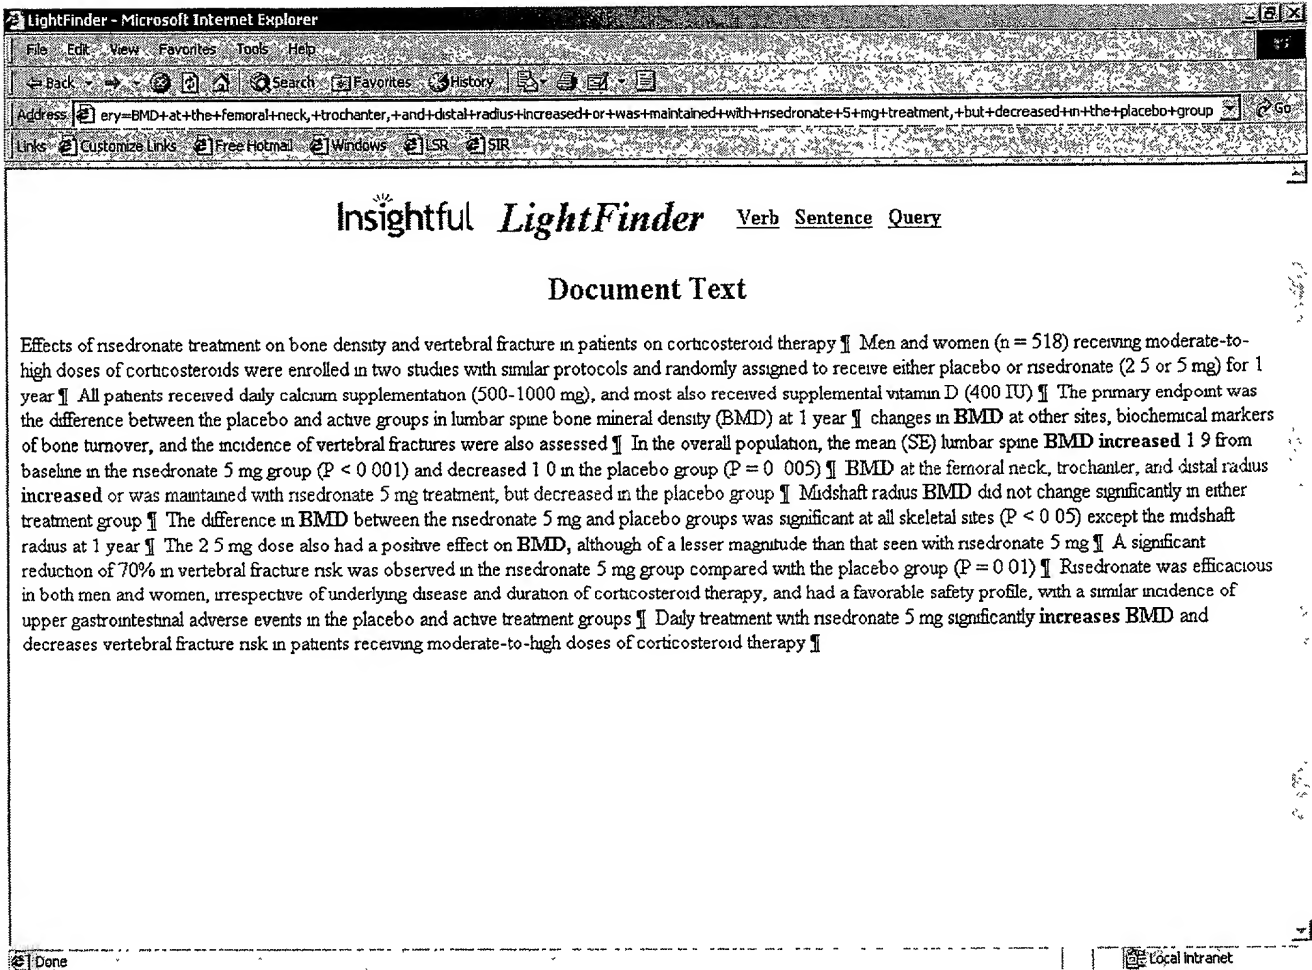 LightFinder - Microsoft Internet Explorer
File Edit View Favorites Tools Help
Back Search Favorites History
Address ery=BMD+at+the+femoral+neck,+trochanter,+and+distal+radius+increased+or+was+maintained+with+risedronate+5+mg+treatment,+but+decreased+in+the+placebo+group Go
Links Customize Links Free Hotmail Windows LSR SIR
Insightful LightFinder Verb Sentence Query
Document Text
Effects of risedronate treatment on bone density and vertebral fracture in patients on corticosteroid therapy ¶ Men and women (n = 518) receiving moderate-to-
high doses of corticosteroids were enrolled in two studies with similar protocols and randomly assigned to receive either placebo or risedronate (2 5 or 5 mg) for 1
year ¶ All patients received daily calcium supplementation (500-1000 mg), and most also received supplemental vitamin D (400 IU) ¶ The primary endpoint was
the difference between the placebo and active groups in lumbar spine bone mineral density (BMD) at 1 year ¶ changes in BMD at other sites, biochemical markers
of bone turnover, and the incidence of vertebral fractures were also assessed ¶ In the overall population, the mean (SE) lumbar spine BMD increased 1 9 from
baseline in the risedronate 5 mg group (P < 0 001) and decreased 1 0 in the placebo group (P = 0 005) ¶ BMD at the femoral neck, trochanter, and distal radius
increased or was maintained with risedronate 5 mg treatment, but decreased in the placebo group ¶ Midshaft radius BMD did not change significantly in either
treatment group ¶ The difference in BMD between the risedronate 5 mg and placebo groups was significant at all skeletal sites (P < 0 05) except the midshaft
radius at 1 year ¶ The 2 5 mg dose also had a positive effect on BMD, although of a lesser magnitude than that seen with risedronate 5 mg ¶ A significant
reduction of 70% in vertebral fracture risk was observed in the risedronate 5 mg group compared with the placebo group (P = 0 01) ¶ Risedronate was efficacious
in both men and women, irrespective of underlying disease and duration of corticosteroid therapy, and had a favorable safety profile, with a similar incidence of
upper gastrointestinal adverse events in the placebo and active treatment groups ¶ Daily treatment with risedronate 5 mg significantly increases BMD and
decreases vertebral fracture risk in patients receiving moderate-to-high doses of corticosteroid therapy ¶
Done Local intranet